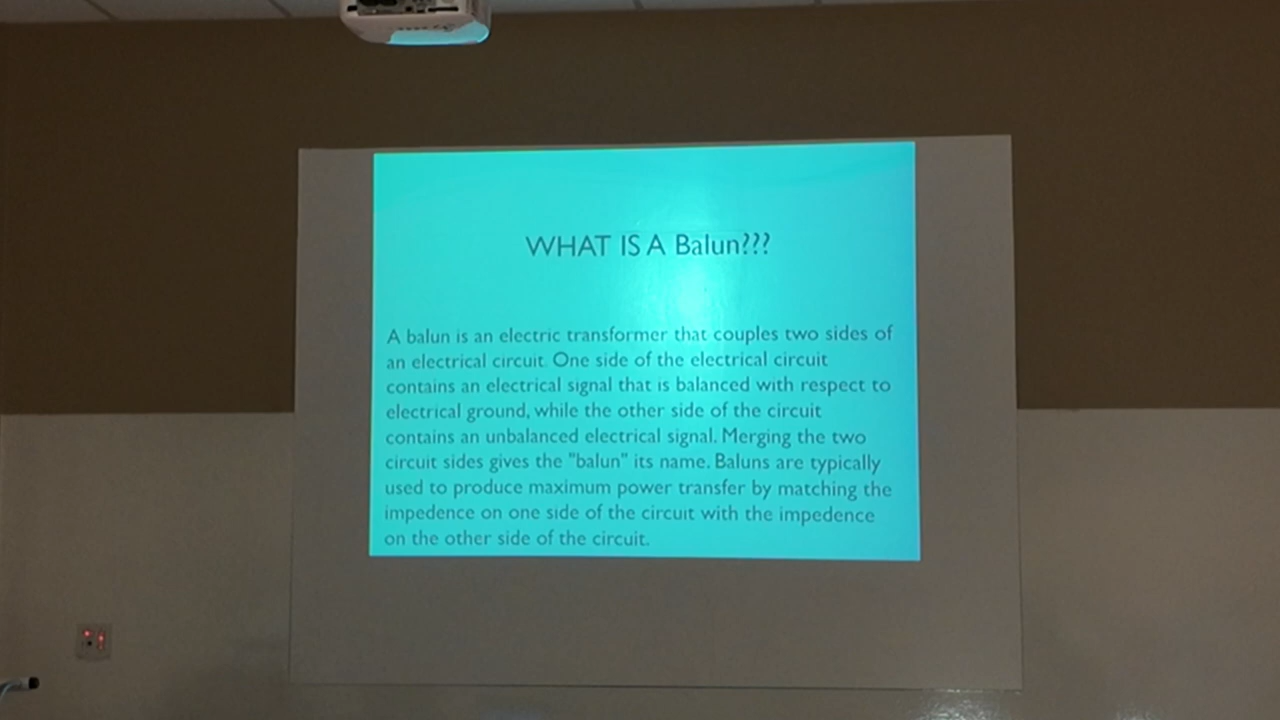 WHAT IS A Balun???
A balun is an electric transformer that couples two sides of
an electrical circuit. One side of the electrical circuit
contains an electrical signal that is balanced with respect to
electrical ground, while the other side of the circuit
contains an unbalanced electrical signal. Merging the two
circuit sides gives the "balun" its name. Baluns are typically
used to produce maximum power transfer by matching the
impedence on one side of the circuit with the impedence
on the other side of the circuit.